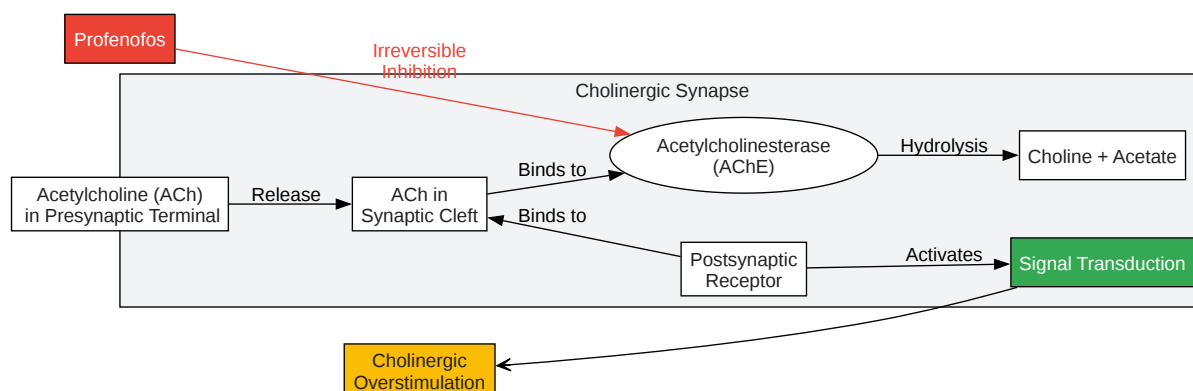 Profenofos
Irreversible
Inhibition
Cholinergic Synapse
Acetylcholinesterase
(AChE)
Hydrolysis
Choline + Acetate
Binds to
Acetylcholine (ACh)
in Presynaptic Terminal
Release
ACh in
Synaptic Cleft
Binds to
Postsynaptic
Receptor
Activates
Signal Transduction
Cholinergic
Overstimulation